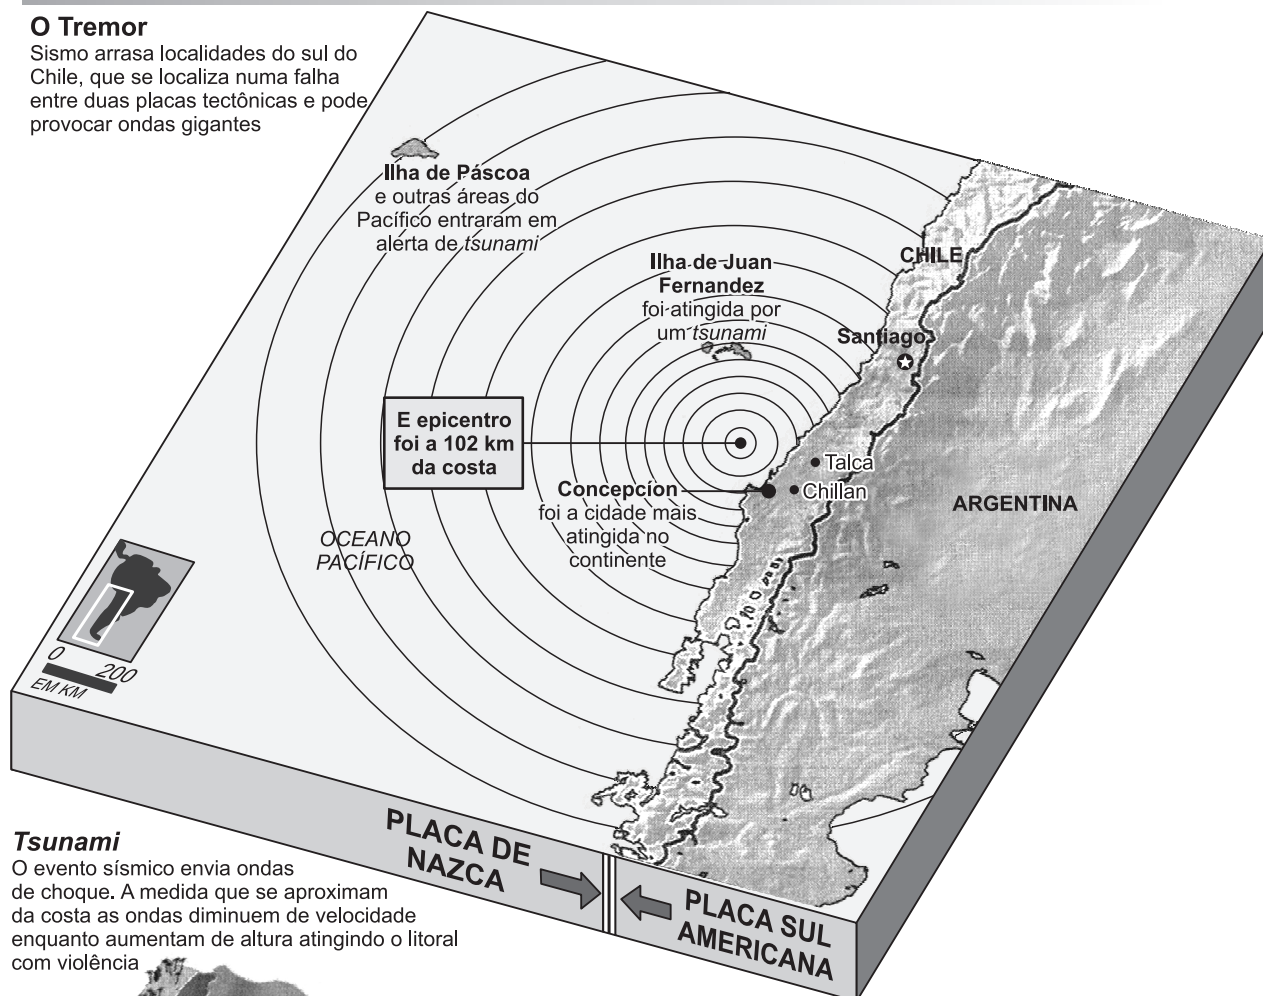 O Tremor
Sismo arrasa localidades do sul do
Chile, que se localiza numa falha
entre duas placas tectônicas e pode
provocar ondas gigantes
Ilha de Páscoa
e outras áreas do
Pacífico entraram em
alerta de tsunami
Ilha de Juan
Fernandez
foi atingida por
um tsunami
CHILE
Santiago
E epicentro
foi a 102 km
da costa
Talca
Chillan
Concepcíon
foi a cidade mais
atingida no
continente
ARGENTINA
OCEANO
PACÍFICO
0 200
EM KM
PLACA DE
NAZCA
PLACA SUL
AMERICANA
Tsunami
O evento sísmico envia ondas
de choque. A medida que se aproximam
da costa as ondas diminuem de velocidade
enquanto aumentam de altura atingindo o litoral
com violência